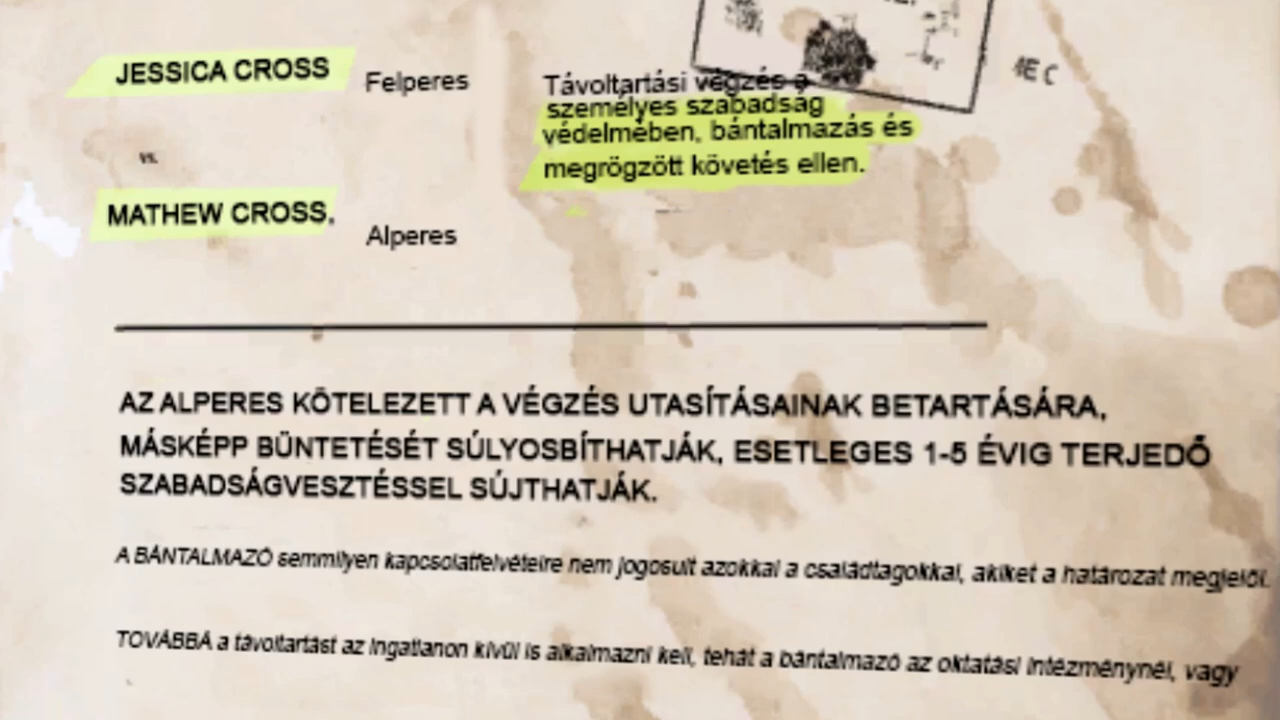 JESSICA CROSS
Felperes
vs.
MATHEW CROSS,
Alperes
Távoltartási végzés a
személyes szabadság
védelmében, bántalmazás és
megrögzött követés ellen.
AZ ALPERES KÖTELEZETT A VÉGZÉS UTASÍTÁSAINAK BETARTÁSÁRA,
MÁSKÉPP BÜNTETÉSÉT SÚLYOSBÍTHATJÁK, ESETLEGES 1-5 ÉVIG TERJEDŐ
SZABADSÁGVESZTÉSSEL SÚJTHATJÁK.
A BÁNTALMAZÓ semmilyen kapcsolatfelvételre nem jogosult azokkal a családtagokkal, akiket a határozat megjelöl.
TOVÁBBÁ a távoltartást az ingatlanon kívül is alkalmazni kell, tehát a bántalmazó az oktatási intézménynél, vagy